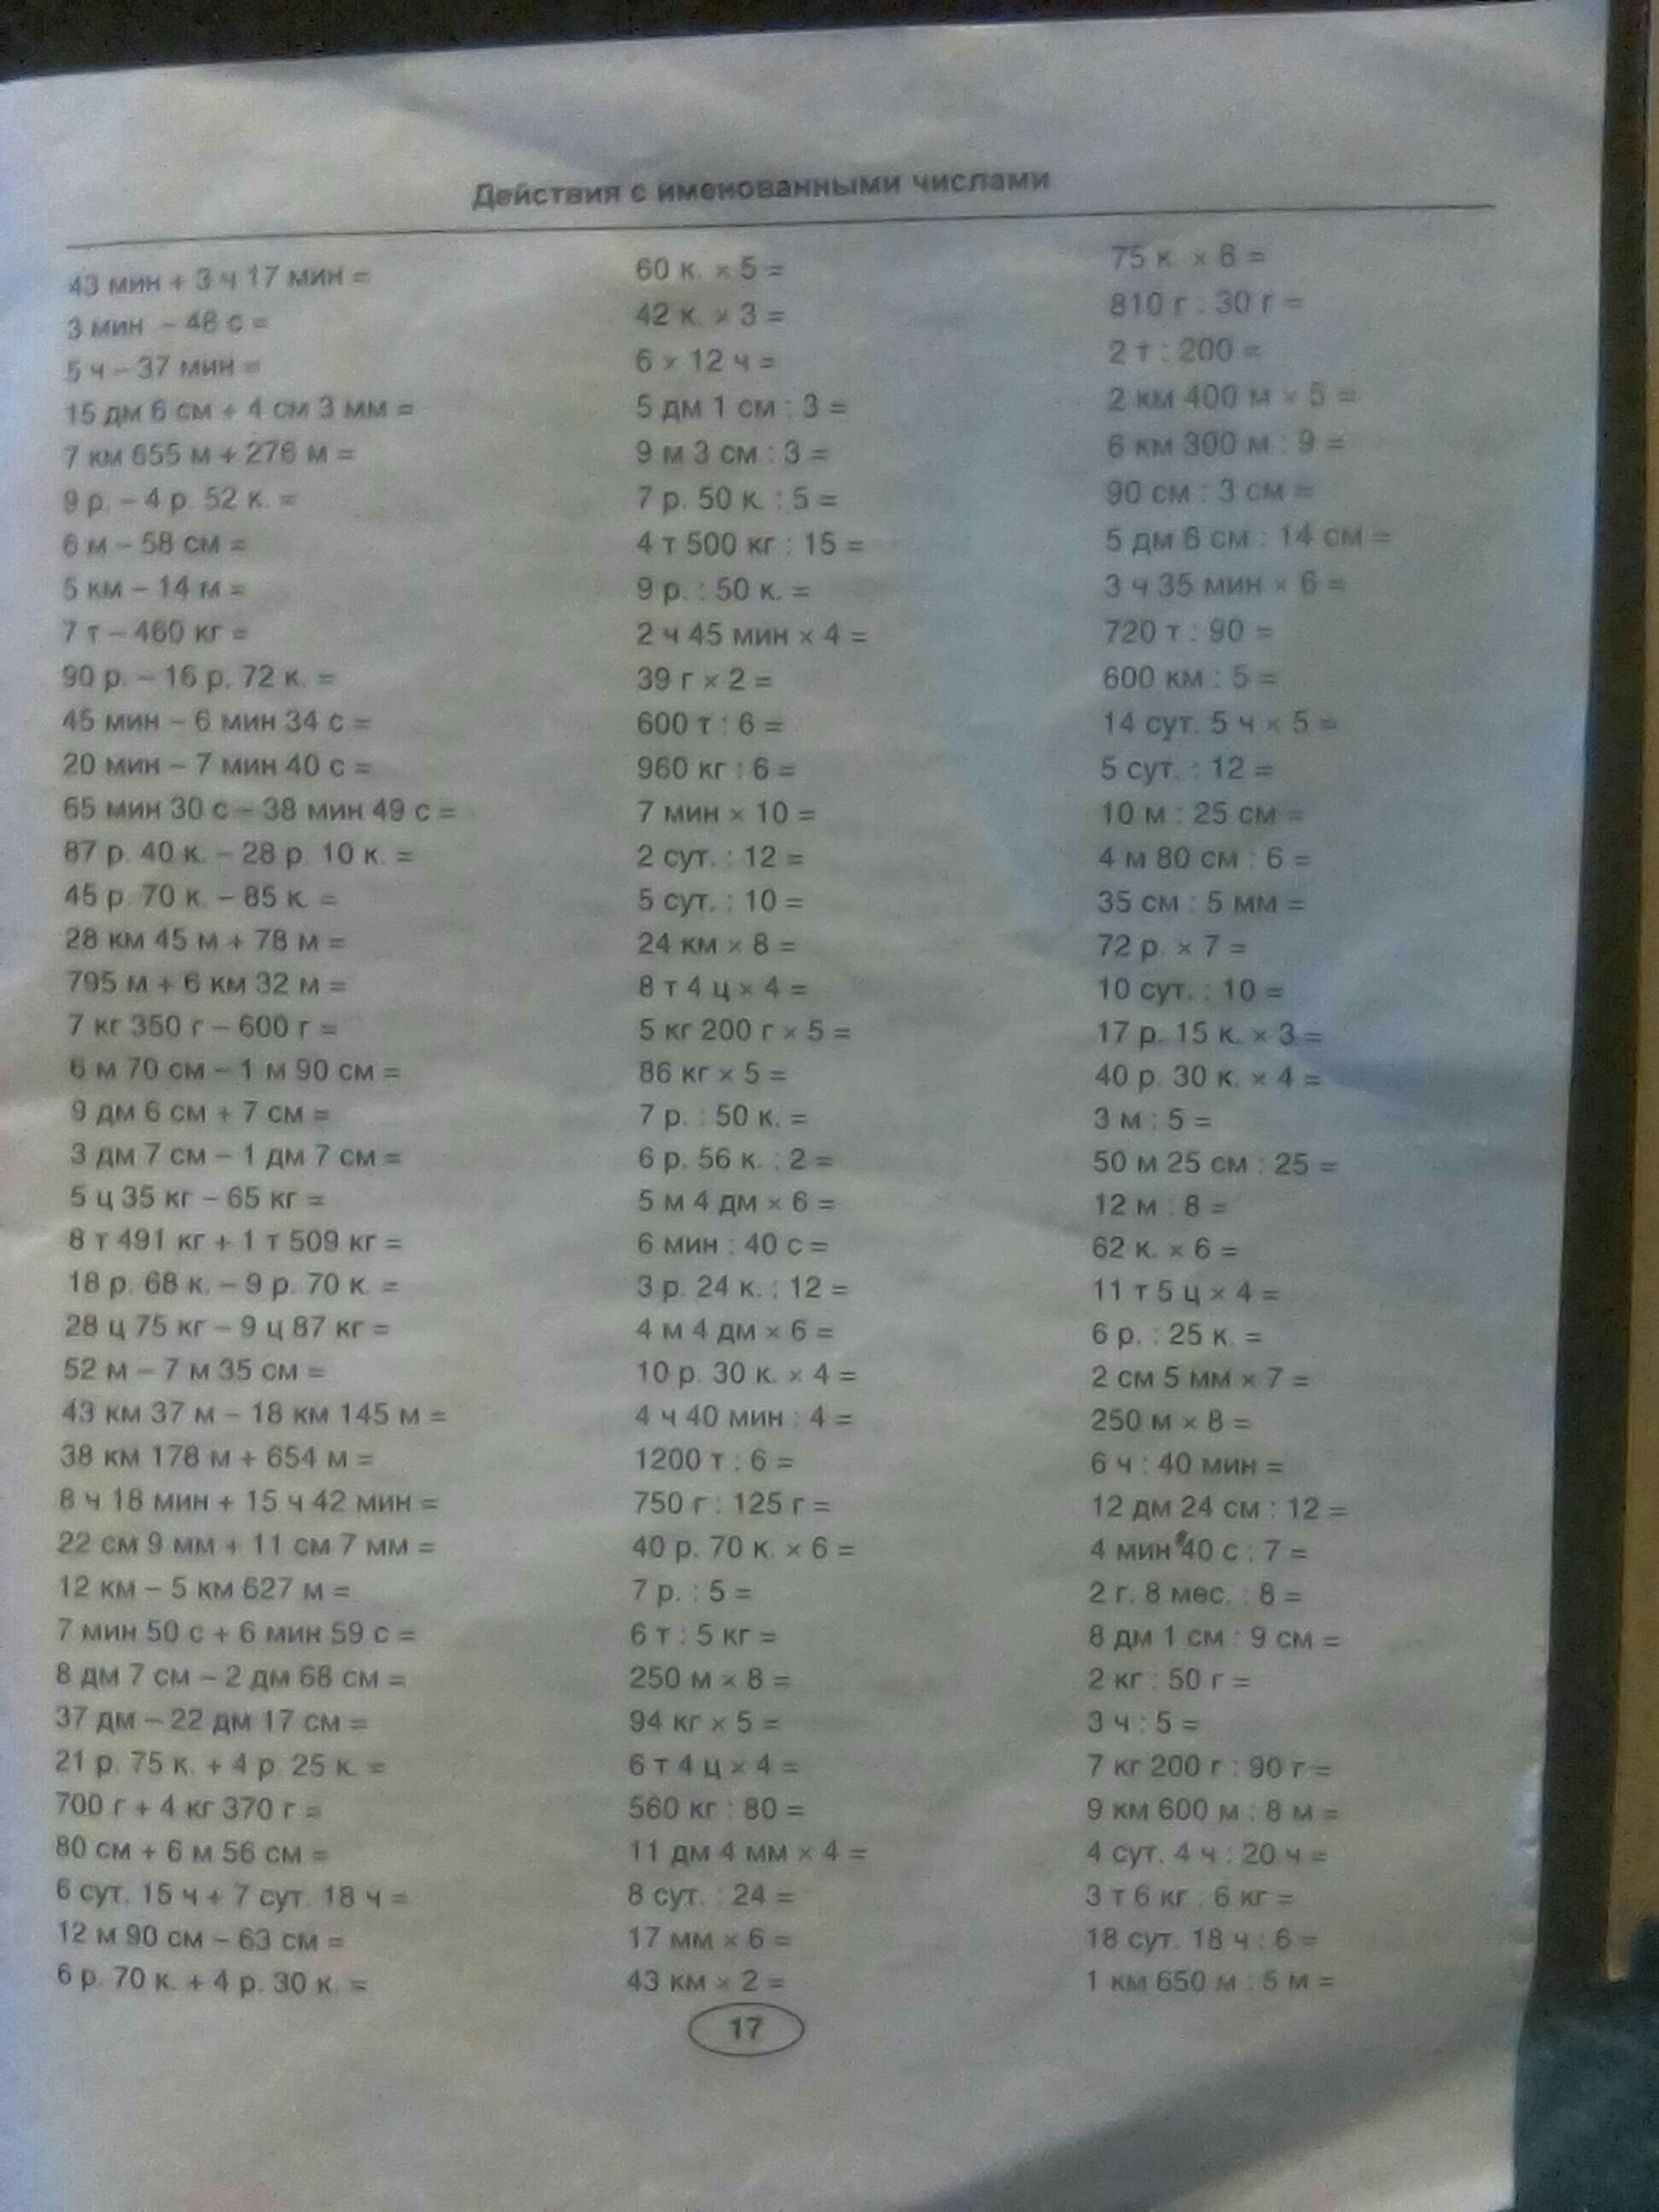 Действия с именованными числами
43 мин + 3 ч 17 мин =
3 мин – 48 с =
5 ч – 37 мин =
15 дм 6 см + 4 см 3 мм =
7 км 655 м + 276 м =
9 р. – 4 р. 52 к. =
6 м – 58 см =
5 км – 14 м =
7 т – 460 кг =
90 р. – 16 р. 72 к. =
45 мин – 6 мин 34 с =
20 мин – 7 мин 40 с =
65 мин 30 с – 38 мин 49 с =
87 р. 40 к. – 28 р. 10 к. =
45 р. 70 к. – 85 к. =
28 км 45 м + 78 м =
795 м + 6 км 32 м =
7 кг 350 г – 600 г =
6 м 70 см – 1 м 90 см =
9 дм 6 см + 7 см =
3 дм 7 см – 1 дм 7 см =
5 ц 35 кг – 65 кг =
8 т 491 кг + 1 т 509 кг =
18 р. 68 к. – 9 р. 70 к. =
28 ц 75 кг – 9 ц 87 кг =
52 м – 7 м 35 см =
43 км 37 м – 18 км 145 м =
38 км 178 м + 654 м =
8 ч 18 мин + 15 ч 42 мин =
22 см 9 мм + 11 см 7 мм =
12 км – 5 км 627 м =
7 мин 50 с + 6 мин 59 с =
8 дм 7 см – 2 дм 68 см =
37 дм – 22 дм 17 см =
21 р. 75 к. + 4 р. 25 к. =
700 г + 4 кг 370 г =
80 см + 6 м 56 см =
6 сут. 15 ч + 7 сут. 18 ч =
12 м 90 см – 63 см =
6 р. 70 к. + 4 р. 30 к. =
60 к. × 5 =
42 к. × 3 =
6 × 12 ч =
5 дм 1 см : 3 =
9 м 3 см : 3 =
7 р. 50 к. : 5 =
4 т 500 кг : 15 =
9 р. : 50 к. =
2 ч 45 мин × 4 =
39 г × 2 =
600 т : 6 =
960 кг : 6 =
7 мин × 10 =
2 сут. : 12 =
5 сут. : 10 =
24 км × 8 =
8 т 4 ц × 4 =
5 кг 200 г × 5 =
86 кг × 5 =
7 р. : 50 к. =
6 р. 56 к. : 2 =
5 м 4 дм × 6 =
6 мин : 40 с =
3 р. 24 к. : 12 =
4 м 4 дм × 6 =
10 р. 30 к. × 4 =
4 ч 40 мин : 4 =
1200 т : 6 =
750 г : 125 г =
40 р. 70 к. × 6 =
7 р. : 5 =
6 т : 5 кг =
250 м × 8 =
94 кг × 5 =
6 т 4 ц × 4 =
560 кг : 80 =
11 дм 4 мм × 4 =
8 сут. : 24 =
17 мм × 6 =
43 км × 2 =
75 к. × 8 =
810 г : 30 г =
2 т : 200 =
2 км 400 м × 5 =
6 км 300 м : 9 =
90 см : 3 см =
5 дм 6 см : 14 см =
3 ч 35 мин × 6 =
720 т : 90 =
600 км : 5 =
14 сут. 5 ч × 5 =
5 сут. : 12 =
10 м : 25 см =
4 м 80 см : 6 =
35 см : 5 мм =
72 р. × 7 =
10 сут. : 10 =
17 р. 15 к. × 3 =
40 р. 30 к. × 4 =
3 м : 5 =
50 м 25 см : 25 =
12 м : 8 =
62 к. × 6 =
11 т 5 ц × 4 =
6 р. : 25 к. =
2 см 5 мм × 7 =
250 м × 8 =
6 ч : 40 мин =
12 дм 24 см : 12 =
4 мин 40 с : 7 =
2 г. 8 мес. : 8 =
8 дм 1 см : 9 см =
2 кг : 50 г =
3 ч : 5 =
7 кг 200 г : 90 г =
9 км 600 м : 8 м =
4 сут. 4 ч : 20 ч =
3 т 6 кг : 6 кг =
18 сут. 18 ч : 6 =
1 км 650 м : 5 м =
17